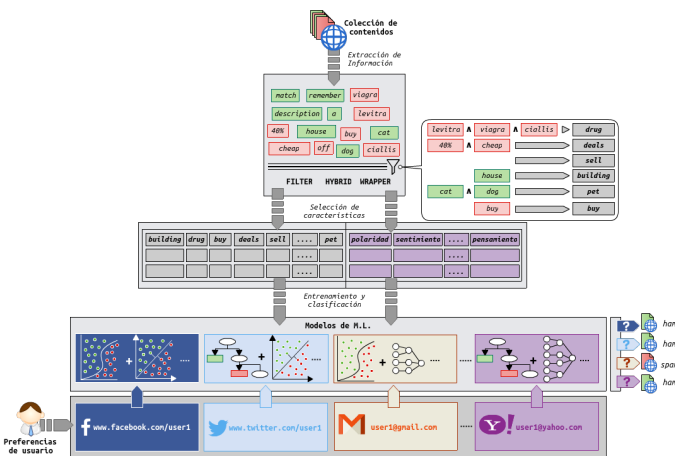 Colección de
contenidos
Extracción de
Información
match remember viagra
description a levitra
40% house buy cat
cheap off dog ciallis
FILTER HYBRID WRAPPER
levitra ∧ viagra ∧ ciallis drug
40% ∧ cheap deals
sell
house building
cat ∧ dog pet
buy buy
Selección de
características
building drug buy deals sell .... pet polaridad sentimiento .... pensamiento
.... ....
.... ....
Entrenamiento y
clasificación
Modelos de M.L.
+ .... + .... + .... ..... + ....
? ham
? ham
? spam
? ham
Preferencias
de usuario
f www.facebook.com/user1
www.twitter.com/user1
M user1@gmail.com
.....
Y! user1@yahoo.com